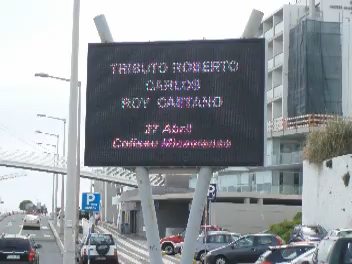 TRIBUTO ROBERTO
CARLOS
ROY CAETANO
27 Abril
Coliseu Micaelense
P
P